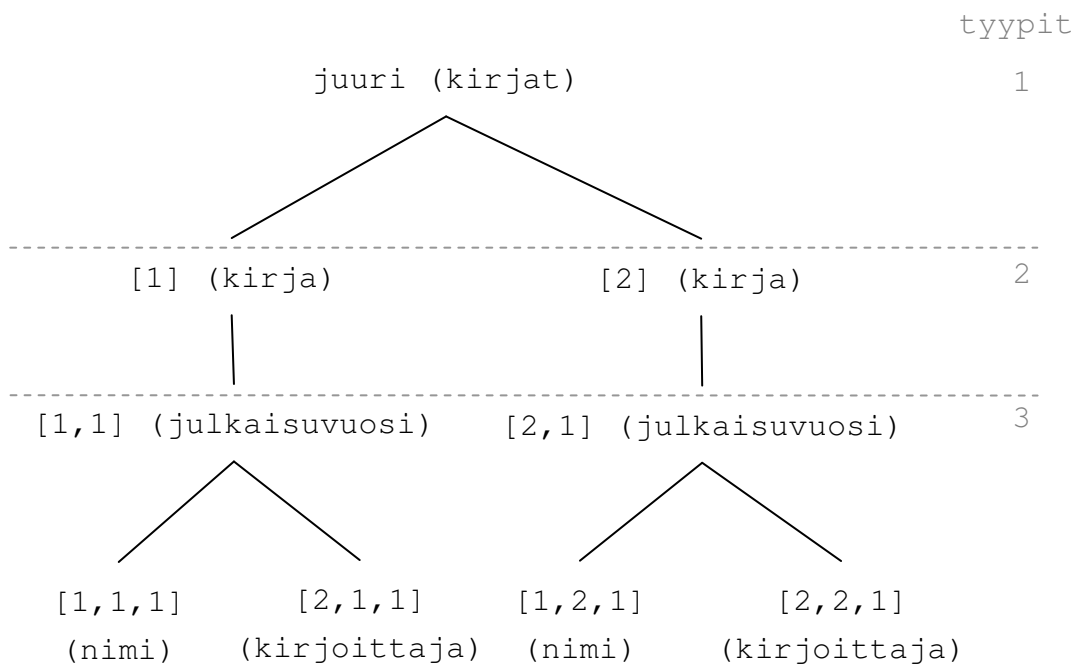 tyypit
juuri (kirjat)
1
[1] (kirja)
[2] (kirja)
2
[1,1] (julkaisuvuosi)
[2,1] (julkaisuvuosi)
3
[1,1,1]
(nimi)
[2,1,1]
(kirjoittaja)
[1,2,1]
(nimi)
[2,2,1]
(kirjoittaja)